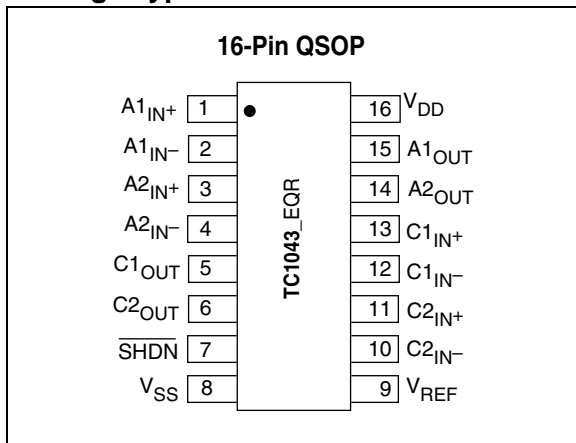 16-Pin QSOP
A1IN+ 1 16 VDD
A1IN– 2 15 A1OUT
A2IN+ 3 14 A2OUT
A2IN– 4 13 C1IN+
C1OUT 5 12 C1IN–
C2OUT 6 11 C2IN+
SHDN 7 10 C2IN–
VSS 8 9 VREF
TC1043_EQR